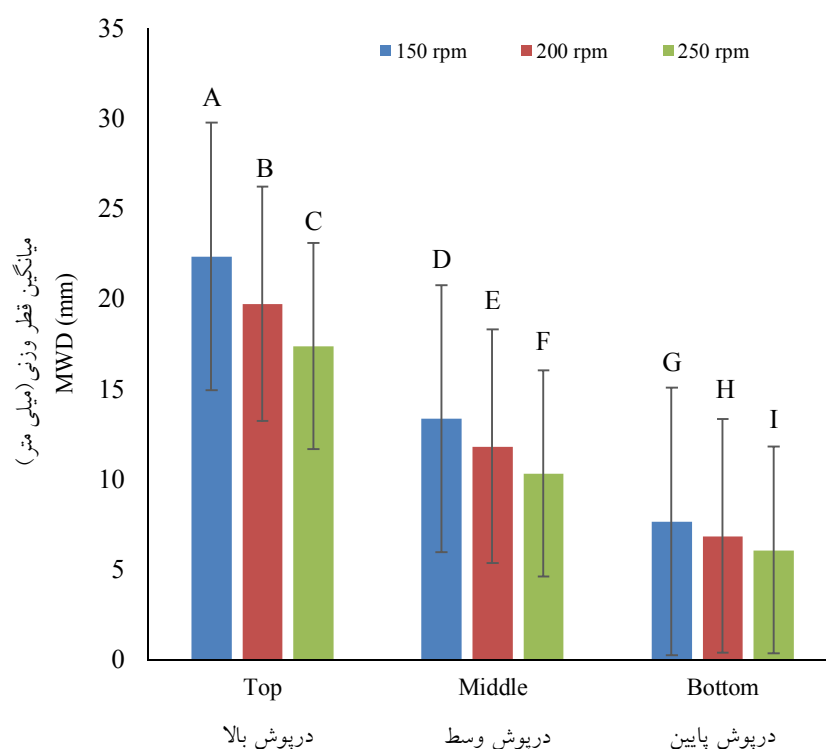 35
30
25
20
15
10
5
0
میانگین قطر وزنی (میلی متر)
MWD (mm)
150 rpm 200 rpm 250 rpm
A
B
C
D
E
F
G
H
I
Top Middle Bottom
درپوش بالا درپوش وسط درپوش پایین